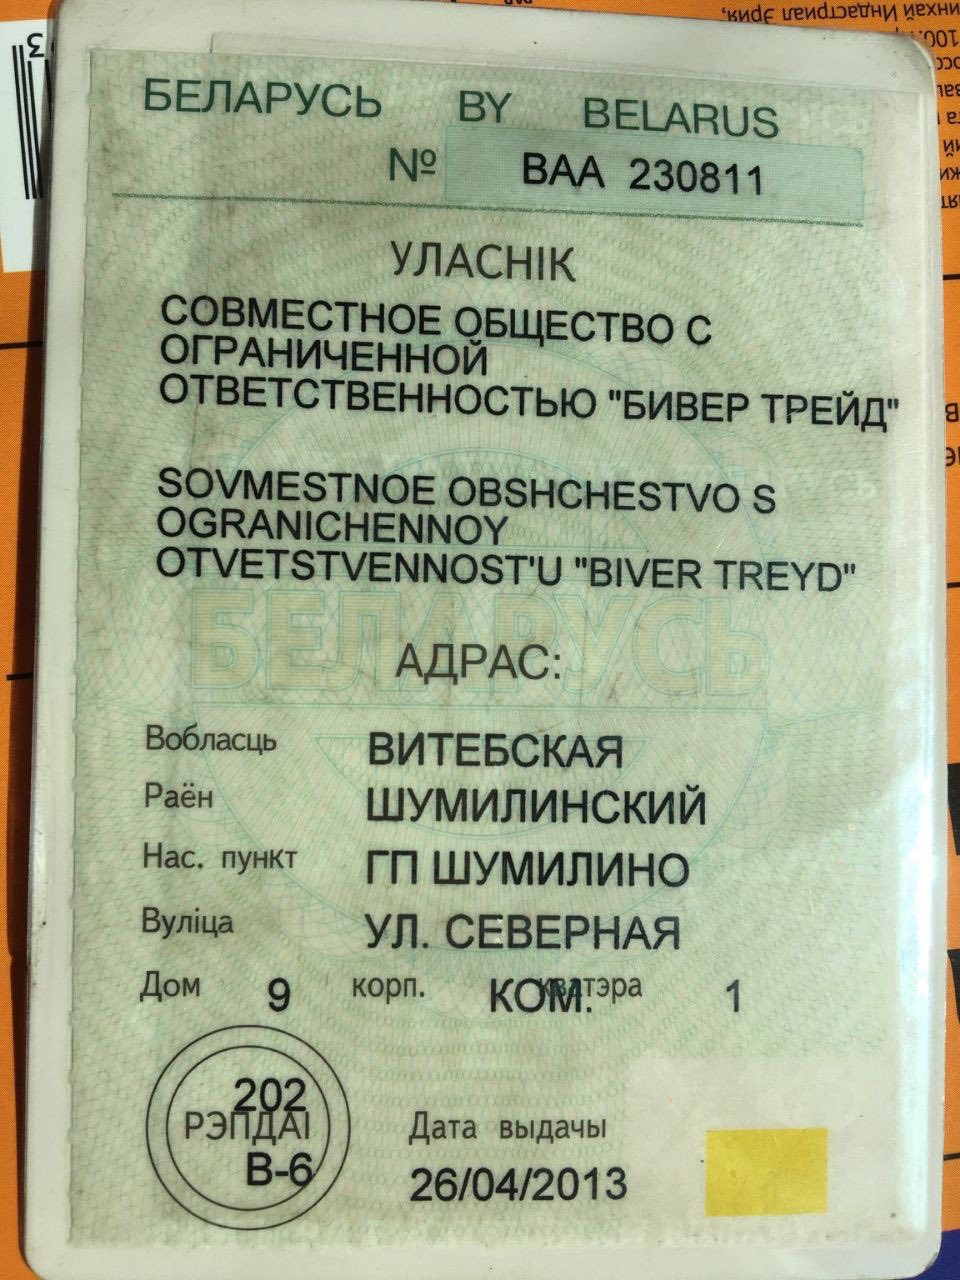 БЕЛАРУСЬ BY BELARUS
№ ВАА 230811
УЛАСНІК
СОВМЕСТНОЕ ОБЩЕСТВО С
ОГРАНИЧЕННОЙ
ОТВЕТСТВЕННОСТЬЮ "БИВЕР ТРЕЙД"
SOVMESTNOE OBSHCHESTVO S
OGRANICHENNOY
OTVETSTVENNOST'U "BIVER TREYD"
БЕЛАРУСЬ
АДРАС:
Вобласць ВИТЕБСКАЯ
Раён ШУМИЛИНСКИЙ
Нас. пункт ГП ШУМИЛИНО
Вуліца УЛ. СЕВЕРНАЯ
Дом 9 корп. КОМ. кватэра 1
202
РЭПДАІ
В-6
Дата выдачы
26/04/2013